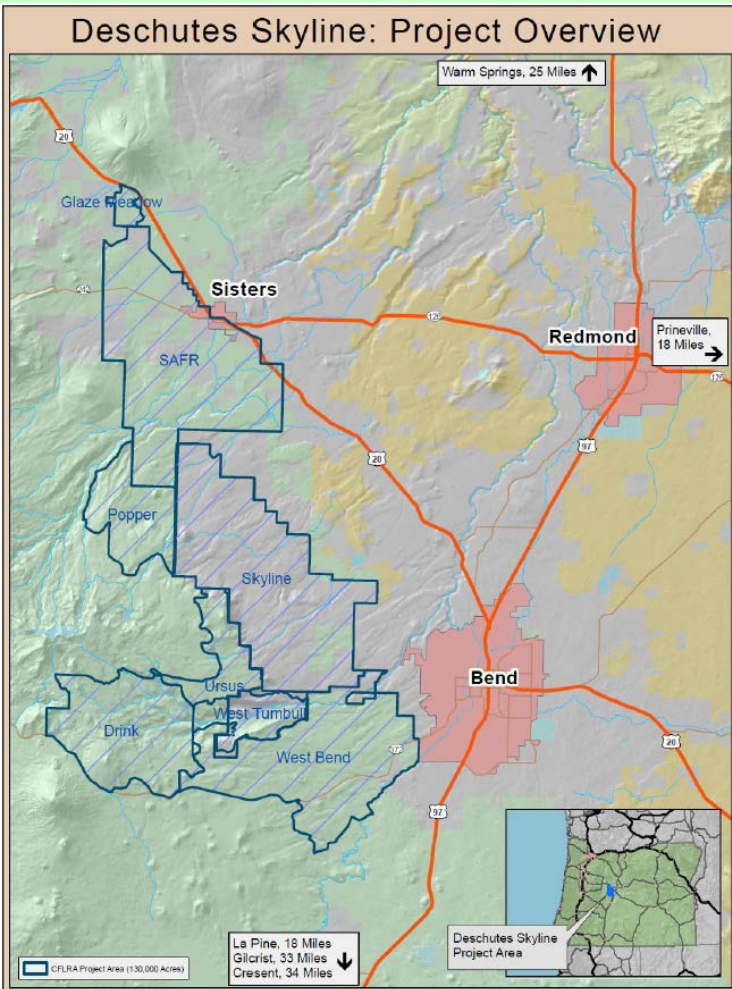 Deschutes Skyline: Project Overview
Warm Springs, 25 Miles
20
Glaze Meadow
Sisters
126
Redmond
Prineville,
18 Miles
126
SAFR
97
20
Popper
Skyline
Bend
Ursus
West Tumbull
Drink
West Bend
372
20
97
La Pine, 18 Miles
Gilcrist, 33 Miles
Cresent, 34 Miles
Deschutes Skyline
Project Area
CFLRA Project Area (130,000 Acres)